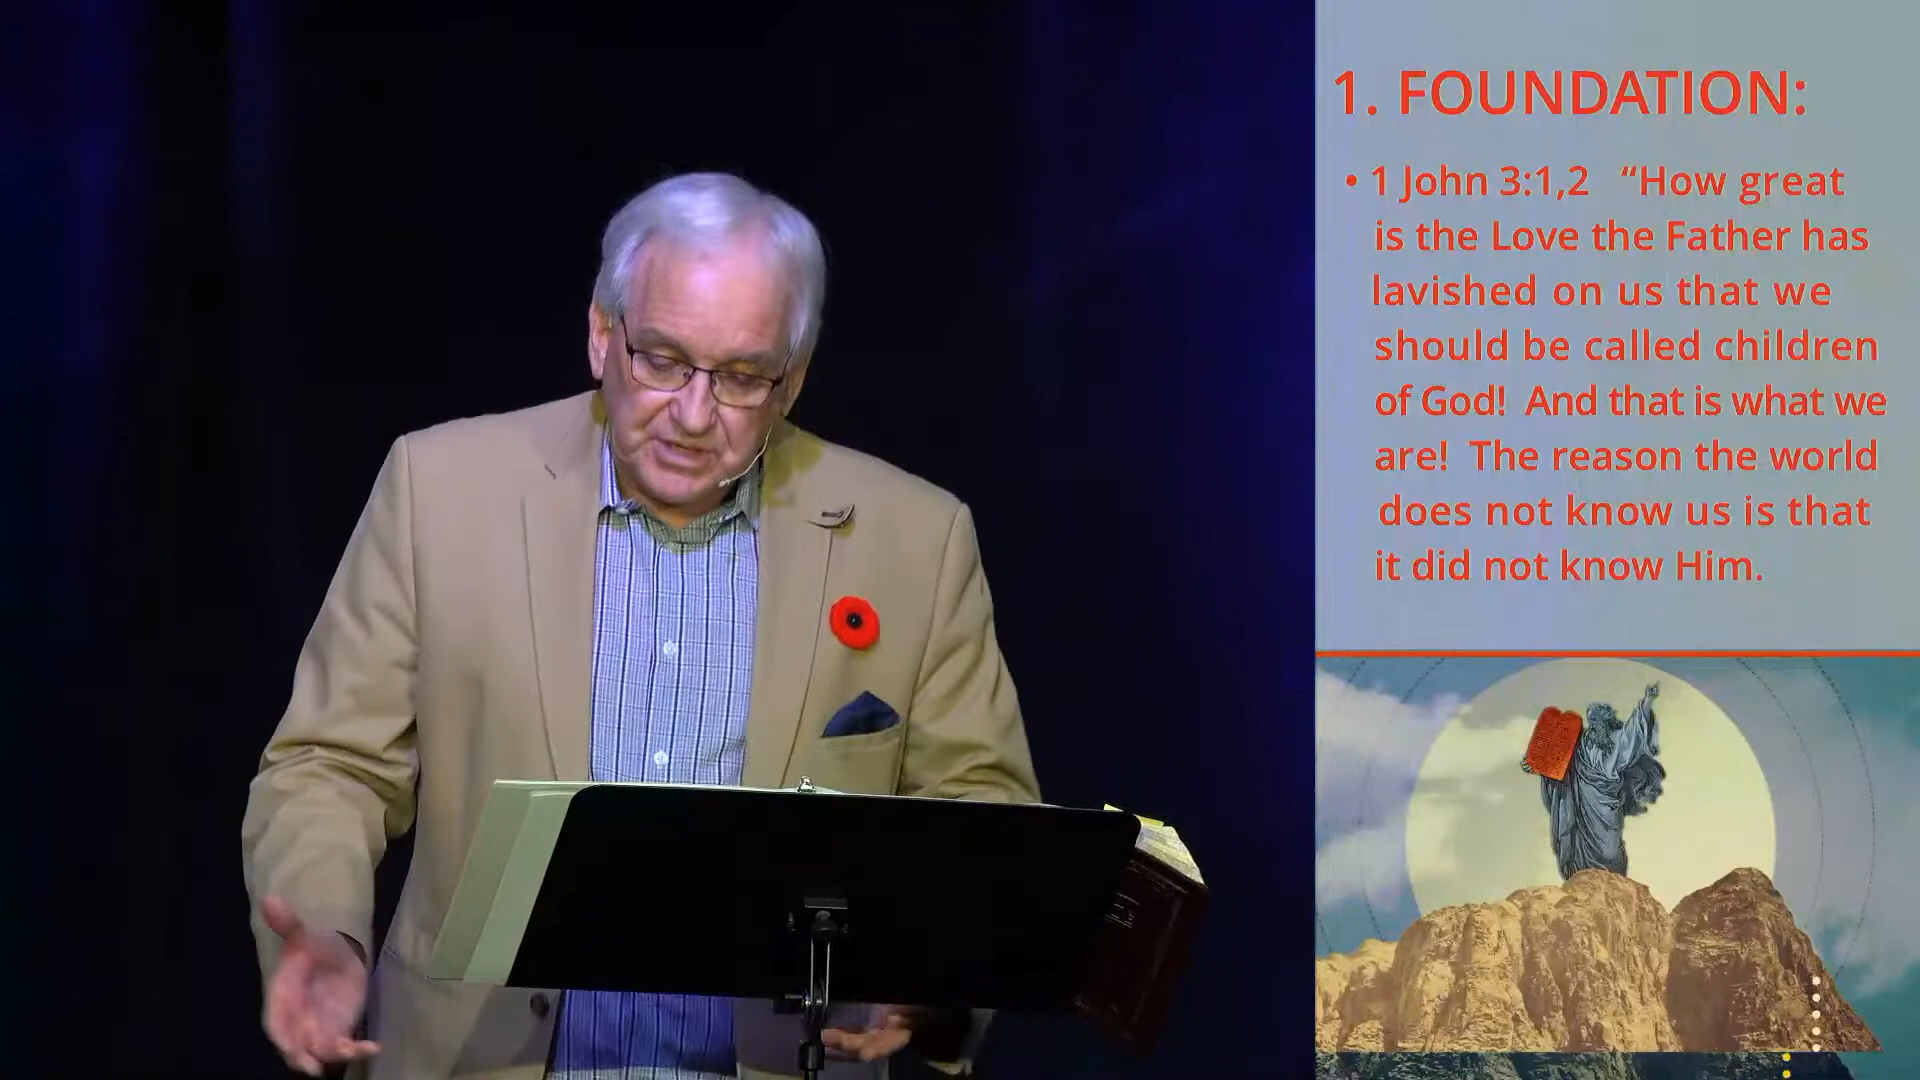 1. FOUNDATION:
• 1 John 3:1,2 “How great
is the Love the Father has
lavished on us that we
should be called children
of God! And that is what we
are! The reason the world
does not know us is that
it did not know Him.